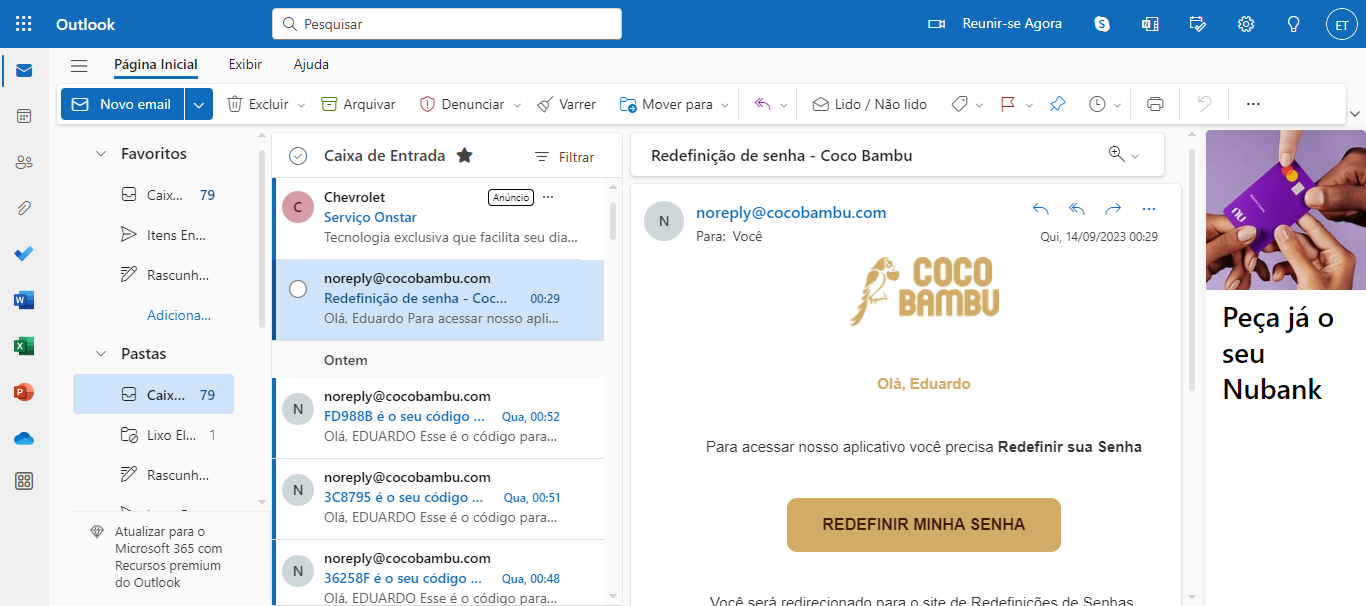 Outlook
Pesquisar
Reunir-se Agora
ET
Página Inicial
Exibir
Ajuda
Novo email
Excluir
Arquivar
Denunciar
Varrer
Mover para
Lido / Não lido
Favoritos
Caix... 79
Itens En...
Rascunh...
Adiciona...
Pastas
Caix... 79
Lixo El... 1
Rascunh...
Atualizar para o
Microsoft 365 com
Recursos premium
do Outlook
Caixa de Entrada
Filtrar
C
Chevrolet
Anúncio
Serviço Onstar
Tecnologia exclusiva que facilita seu dia...
noreply@cocobambu.com
Redefinição de senha - Coc... 00:29
Olá, Eduardo Para acessar nosso apli...
Ontem
N
noreply@cocobambu.com
FD988B é o seu código ... Qua, 00:52
Olá, EDUARDO Esse é o código para...
N
noreply@cocobambu.com
3C8795 é o seu código ... Qua, 00:51
Olá, EDUARDO Esse é o código para...
N
noreply@cocobambu.com
36258F é o seu código ... Qua, 00:48
Olá, EDUARDO Esse é o código para...
Redefinição de senha - Coco Bambu
N
noreply@cocobambu.com
Para: Você
Qui, 14/09/2023 00:29
COCO
BAMBU
Olá, Eduardo
Para acessar nosso aplicativo você precisa Redefinir sua Senha
REDEFINIR MINHA SENHA
Você será redirecionado para o site de Redefinições de Senhas
nu
Peça já o
seu
Nubank